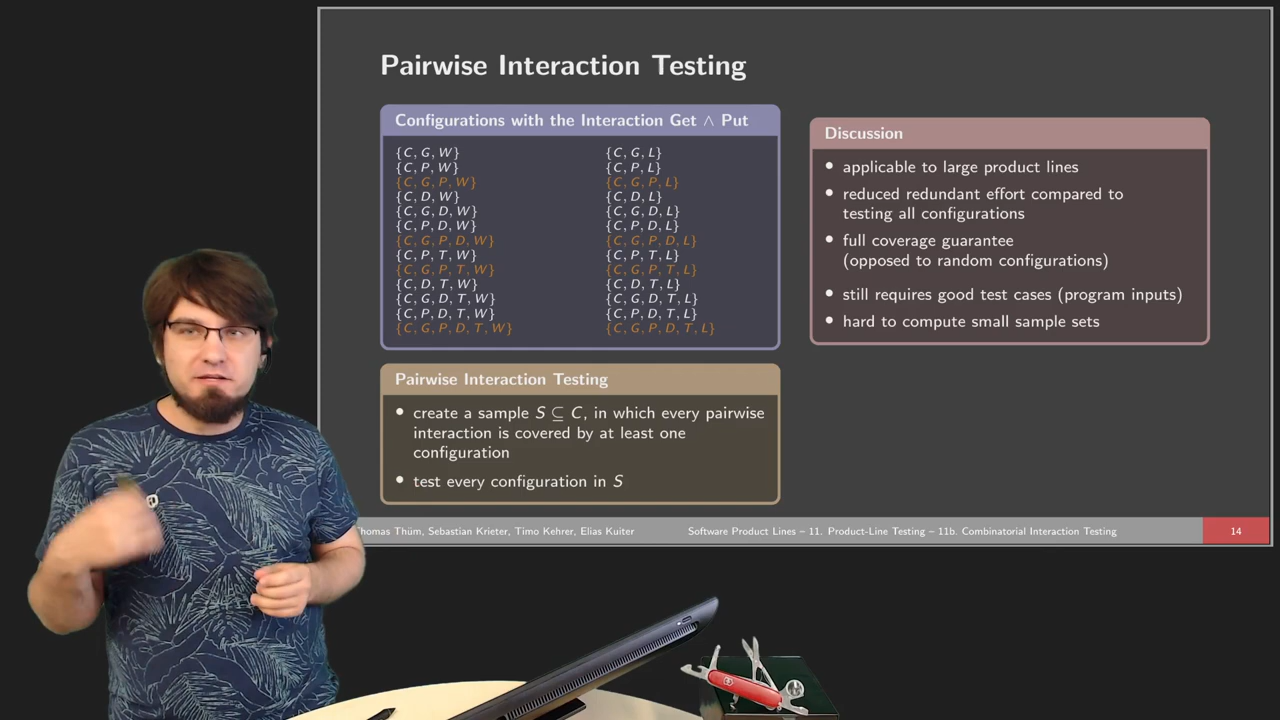 Pairwise Interaction Testing
Configurations with the Interaction Get ∧ Put
{C, G, W}
{C, P, W}
{C, G, P, W}
{C, D, W}
{C, G, D, W}
{C, P, D, W}
{C, G, P, D, W}
{C, P, T, W}
{C, G, P, T, W}
{C, D, T, W}
{C, G, D, T, W}
{C, P, D, T, W}
{C, G, P, D, T, W}
{C, G, L}
{C, P, L}
{C, G, P, L}
{C, D, L}
{C, G, D, L}
{C, P, D, L}
{C, G, P, D, L}
{C, P, T, L}
{C, G, P, T, L}
{C, D, T, L}
{C, G, D, T, L}
{C, P, D, T, L}
{C, G, P, D, T, L}
Pairwise Interaction Testing
• create a sample S ⊆ C, in which every pairwise
interaction is covered by at least one
configuration
• test every configuration in S
Discussion
• applicable to large product lines
• reduced redundant effort compared to
testing all configurations
• full coverage guarantee
(opposed to random configurations)
• still requires good test cases (program inputs)
• hard to compute small sample sets
Thomas Thüm, Sebastian Krieter, Timo Kehrer, Elias Kuiter
Software Product Lines – 11. Product-Line Testing – 11b. Combinatorial Interaction Testing
14